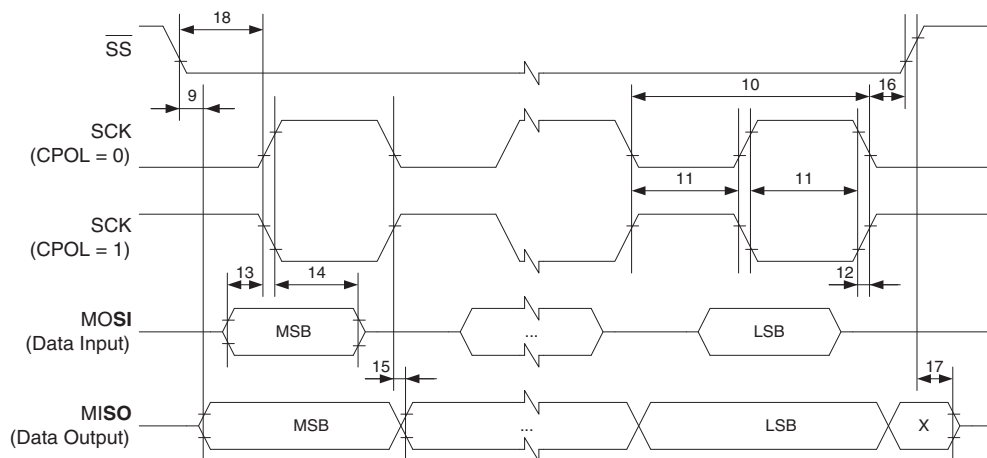 18
SS
9
10
16
SCK
(CPOL = 0)
11
11
SCK
(CPOL = 1)
13
14
12
MOSI
(Data Input)
MSB
...
LSB
15
17
MISO
(Data Output)
MSB
...
LSB
X